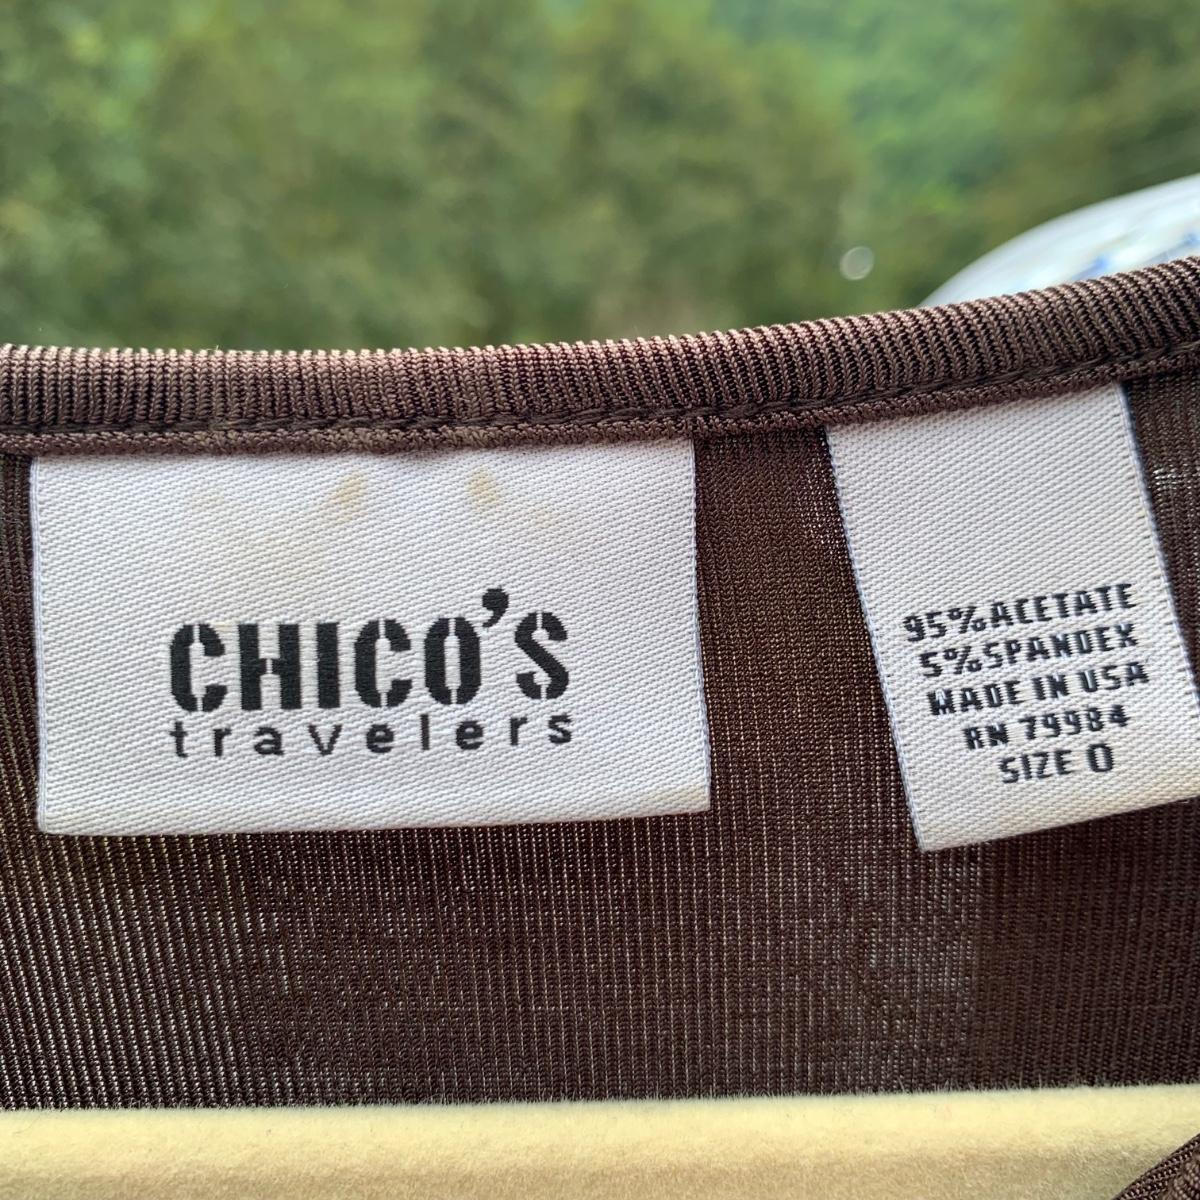 CHICO'S
travelers
95% ACETATE
5% SPANDEX
MADE IN USA
RN 79984
SIZE 0